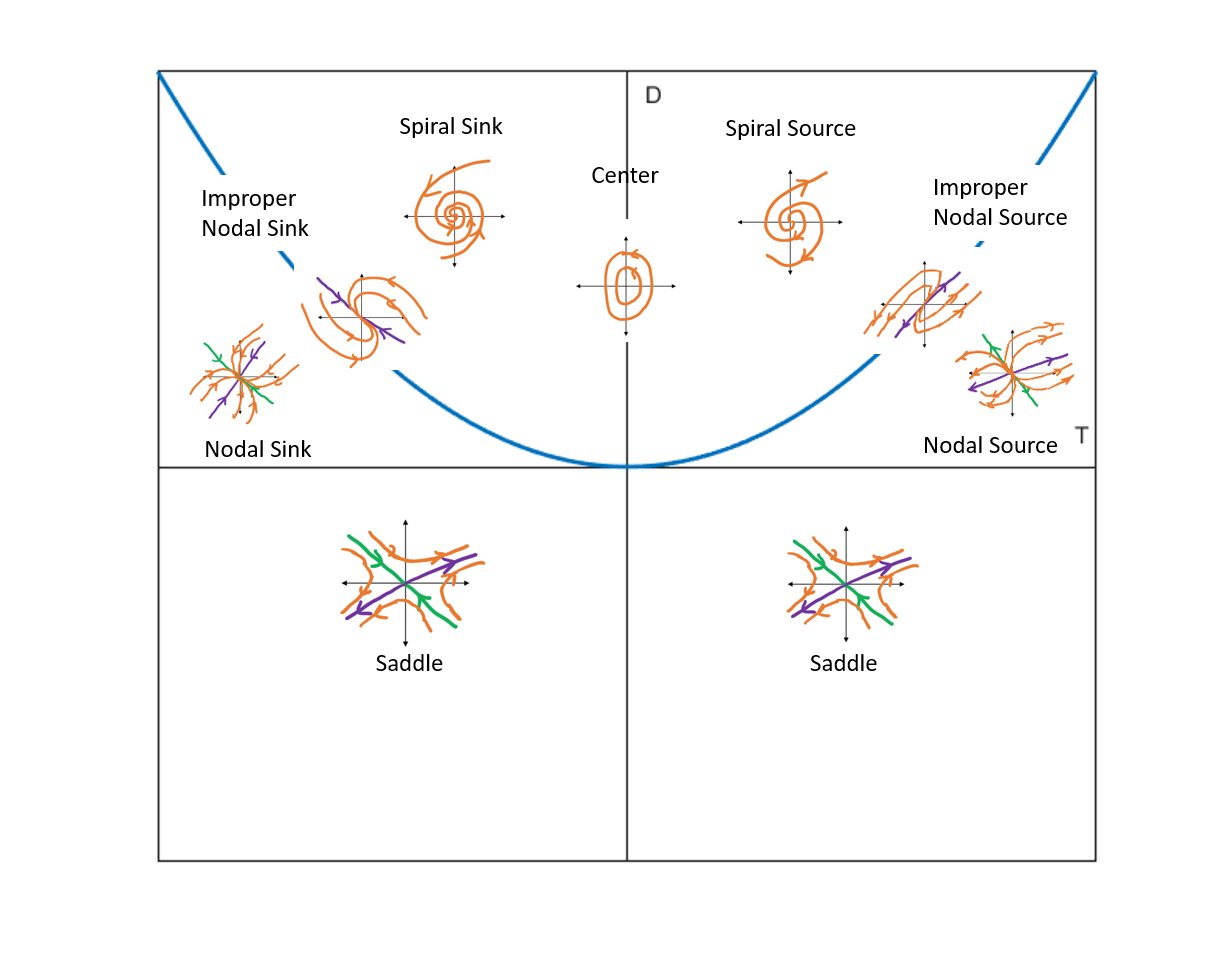 D
Spiral Sink
Spiral Source
Center
Improper
Nodal Sink
Improper
Nodal Source
Nodal Sink
Nodal Source
T
Saddle
Saddle